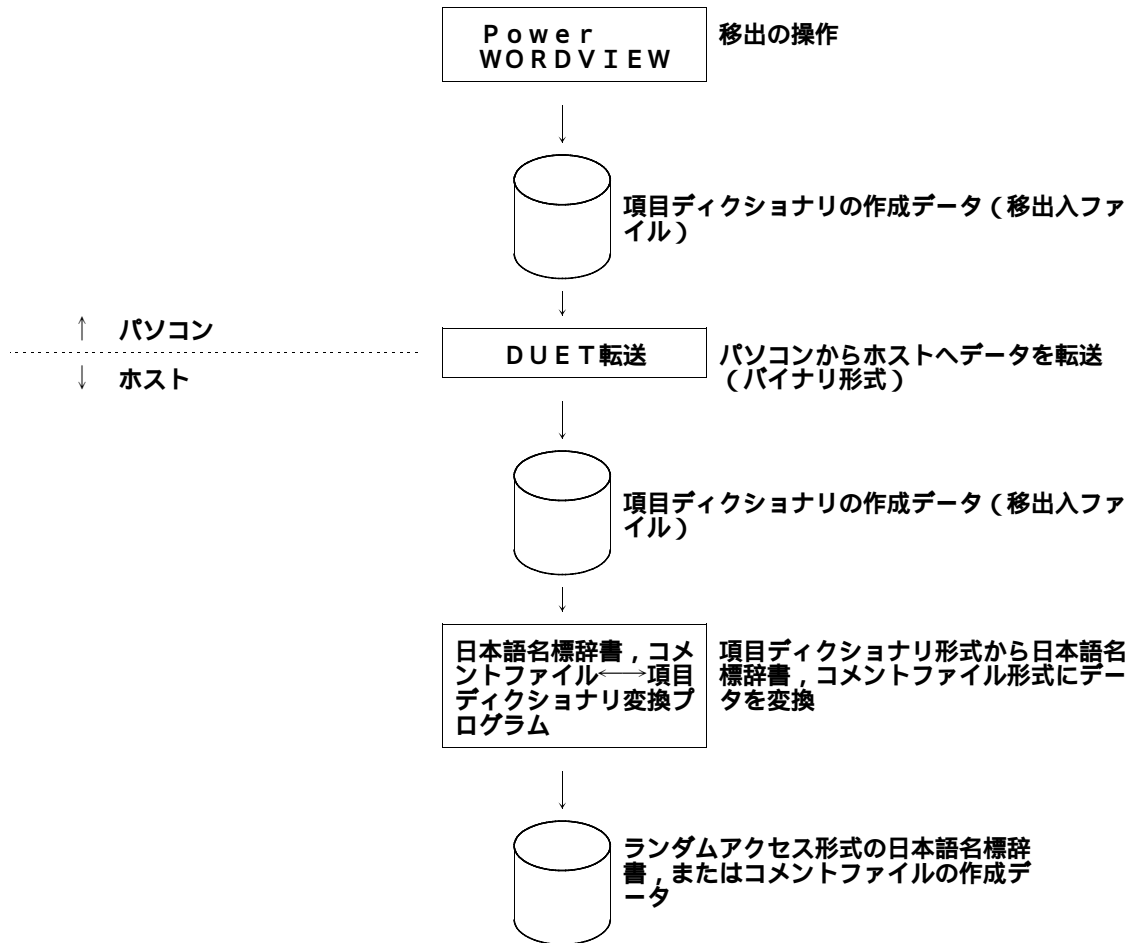 Ｐｏｗｅｒ
ＷＯＲＤＶＩＥＷ
移出の操作
項目ディクショナリの作成データ（移出入ファ
イル）
↑　パソコン
↓　ホスト
ＤＵＥＴ転送
パソコンからホストへデータを転送
（バイナリ形式）
項目ディクショナリの作成データ（移出入ファ
イル）
日本語名標辞書，コメ
ントファイル←→項目
ディクショナリ変換プ
ログラム
項目ディクショナリ形式から日本語名
標辞書，コメントファイル形式にデー
タを変換
ランダムアクセス形式の日本語名標辞
書，またはコメントファイルの作成デ
ータ